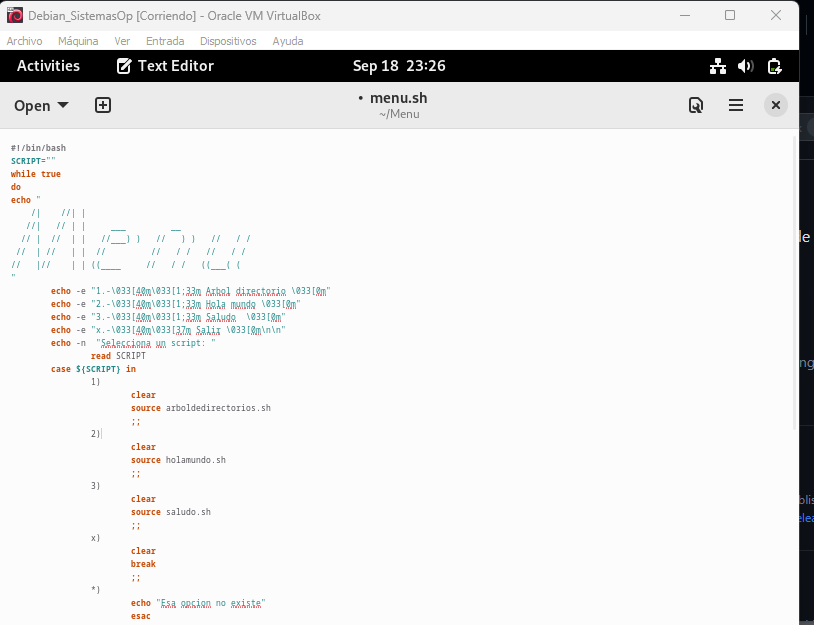 Debian_SistemasOp [Corriendo] - Oracle VM VirtualBox
Archivo Máquina Ver Entrada Dispositivos Ayuda
Activities Text Editor Sep 18 23:26
Open • menu.sh
~/Menu
#!/bin/bash
SCRIPT=""
while true
do
echo "
    /|    //| |
   //|   // | |     ___         __
  // |  //  | |   //___) )   //   ) )   //   / /
 //  | //   | |  //         //   / /   //   / /
//   |//    | | ((____     //   / /   ((___( (
"
        echo -e "1.-\033[40m\033[1;33m Arbol directorio \033[0m"
        echo -e "2.-\033[40m\033[1;33m Hola mundo \033[0m"
        echo -e "3.-\033[40m\033[1;33m Saludo  \033[0m"
        echo -e "x.-\033[40m\033[37m Salir \033[0m\n\n"
        echo -n  "Selecciona un script: "
                read SCRIPT
        case ${SCRIPT} in
                1)
                        clear
                        source arboldedirectorios.sh
                        ;;
                2)
                        clear
                        source holamundo.sh
                        ;;
                3)
                        clear
                        source saludo.sh
                        ;;
                x)
                        clear
                        break
                        ;;
                *)
                        echo "Esa opcion no existe"
                        esac